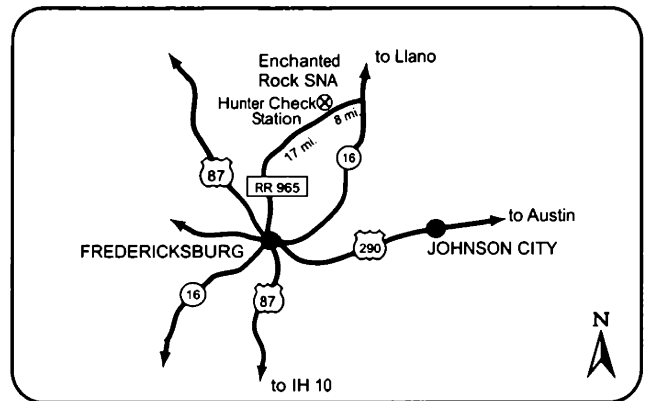 to Llano
Enchanted
Rock SNA
Hunter Check
Station
8 mi.
17 mi.
16
87
RR 965
to Austin
FREDERICKSBURG
290
JOHNSON CITY
16
87
N
to IH 10